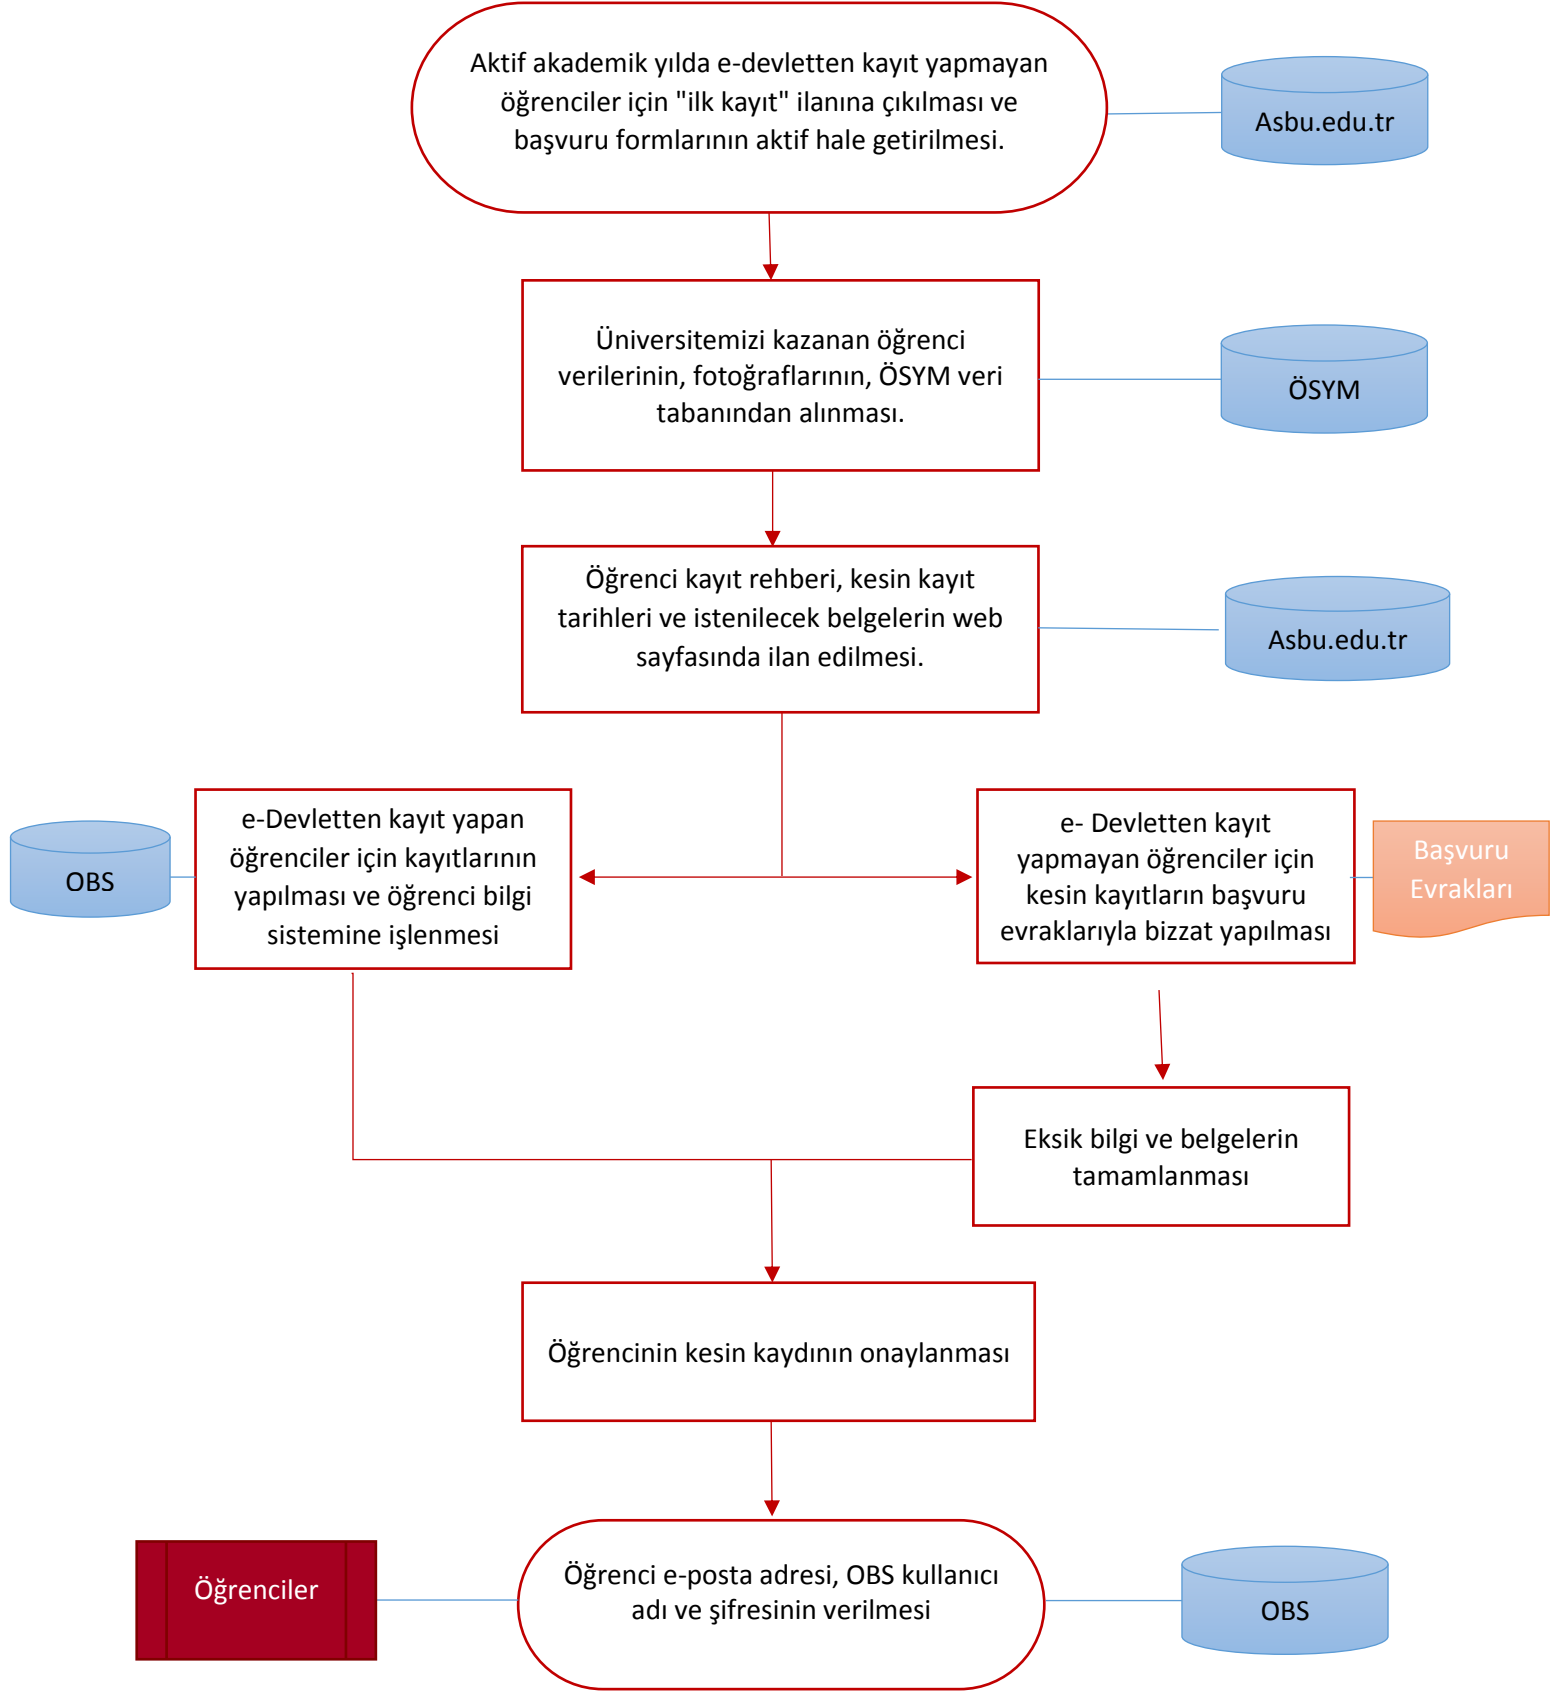 Aktif akademik yılda e-devletten kayıt yapmayan
öğrenciler için "ilk kayıt" ilanına çıkılması ve
başvuru formlarının aktif hale getirilmesi.
Asbu.edu.tr
Üniversitemizi kazanan öğrenci
verilerinin, fotoğraflarının, ÖSYM veri
tabanından alınması.
ÖSYM
Öğrenci kayıt rehberi, kesin kayıt
tarihleri ve istenilecek belgelerin web
sayfasında ilan edilmesi.
Asbu.edu.tr
OBS
e-Devletten kayıt yapan
öğrenciler için kayıtlarının
yapılması ve öğrenci bilgi
sistemine işlenmesi
e- Devletten kayıt
yapmayan öğrenciler için
kesin kayıtların başvuru
evraklarıyla bizzat yapılması
Başvuru
Evrakları
Eksik bilgi ve belgelerin
tamamlanması
Öğrencinin kesin kaydının onaylanması
Öğrenciler
Öğrenci e-posta adresi, OBS kullanıcı
adı ve şifresinin verilmesi
OBS